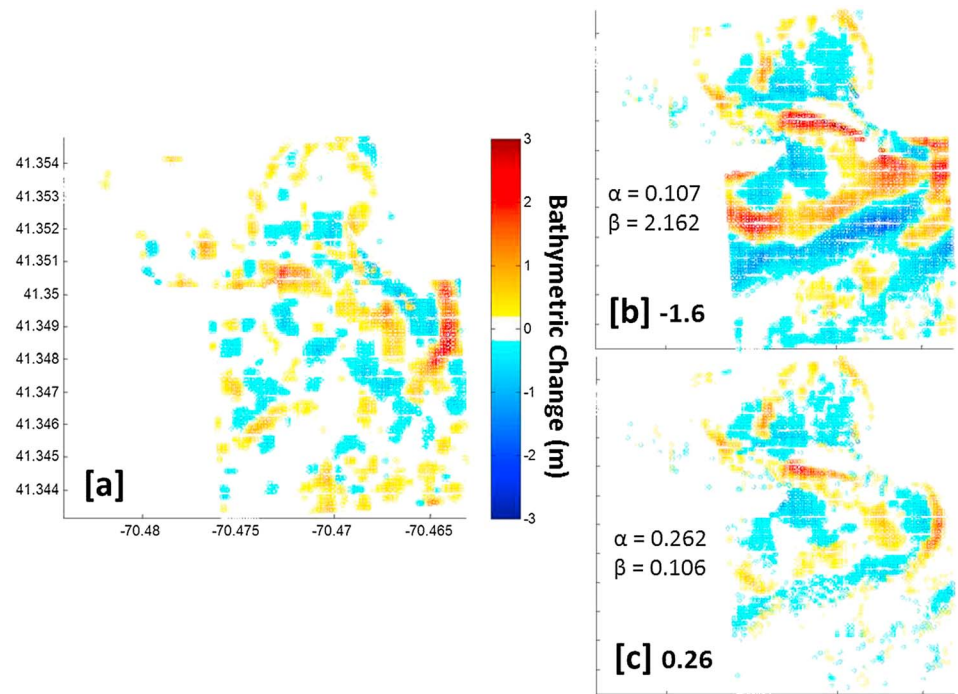 41.354
41.353
41.352
41.351
41.35
41.349
41.348
41.347
41.346
41.345
41.344
-70.48
-70.475
-70.47
-70.465
[a]
3
2
1
0
-1
-2
-3
Bathymetric Change (m)
α = 0.107
β = 2.162
[b] -1.6
α = 0.262
β = 0.106
[c] 0.26